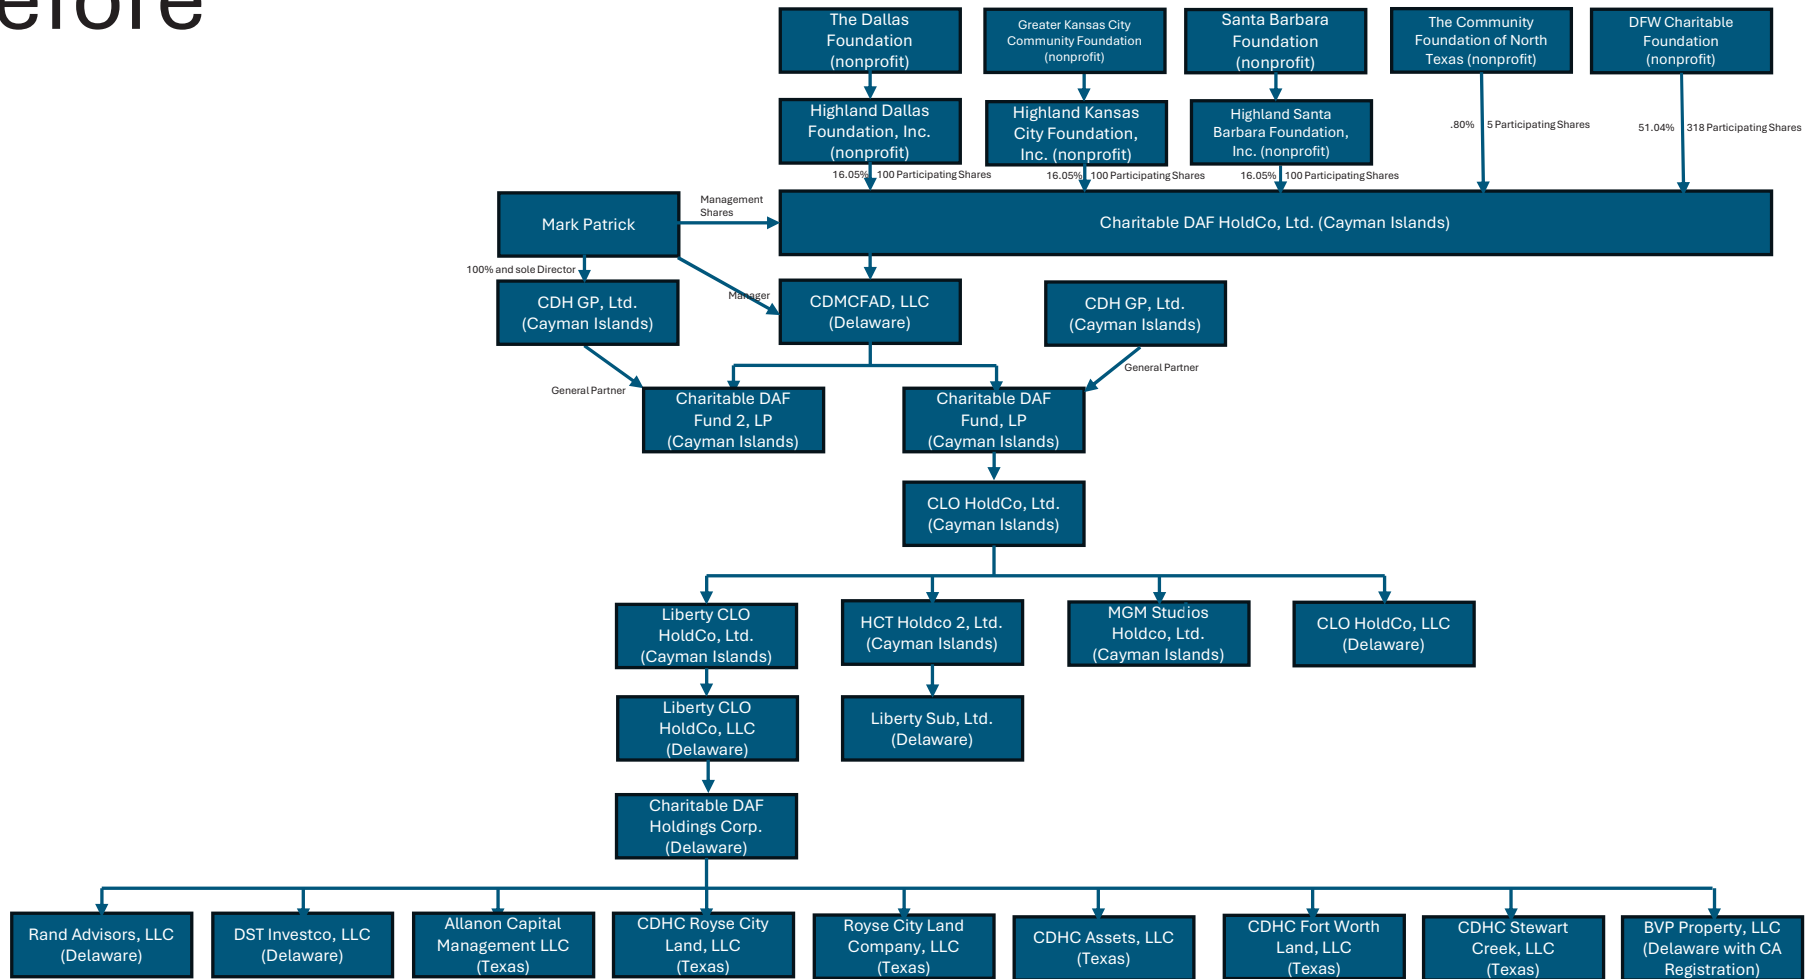 efore
The Dallas
Foundation
(nonprofit)
Greater Kansas City
Community Foundation
(nonprofit)
Santa Barbara
Foundation
(nonprofit)
The Community
Foundation of North
Texas (nonprofit)
DFW Charitable
Foundation
(nonprofit)
Highland Dallas
Foundation, Inc.
(nonprofit)
Highland Kansas
City Foundation,
Inc. (nonprofit)
Highland Santa
Barbara Foundation,
Inc. (nonprofit)
.80% 5 Participating Shares
51.04% 318 Participating Shares
16.05% 100 Participating Shares
16.05% 100 Participating Shares
16.05% 100 Participating Shares
Mark Patrick
Management
Shares
Charitable DAF HoldCo, Ltd. (Cayman Islands)
100% and sole Director
Manager
CDH GP, Ltd.
(Cayman Islands)
CDMCFAD, LLC
(Delaware)
CDH GP, Ltd.
(Cayman Islands)
General Partner
General Partner
Charitable DAF
Fund 2, LP
(Cayman Islands)
Charitable DAF
Fund, LP
(Cayman Islands)
CLO HoldCo, Ltd.
(Cayman Islands)
Liberty CLO
HoldCo, Ltd.
(Cayman Islands)
HCT Holdco 2, Ltd.
(Cayman Islands)
MGM Studios
Holdco, Ltd.
(Cayman Islands)
CLO HoldCo, LLC
(Delaware)
Liberty CLO
HoldCo, LLC
(Delaware)
Liberty Sub, Ltd.
(Delaware)
Charitable DAF
Holdings Corp.
(Delaware)
Rand Advisors, LLC
(Delaware)
DST Investco, LLC
(Delaware)
Allanon Capital
Management LLC
(Texas)
CDHC Royse City
Land, LLC
(Texas)
Royse City Land
Company, LLC
(Texas)
CDHC Assets, LLC
(Texas)
CDHC Fort Worth
Land, LLC
(Texas)
CDHC Stewart
Creek, LLC
(Texas)
BVP Property, LLC
(Delaware with CA
Registration)